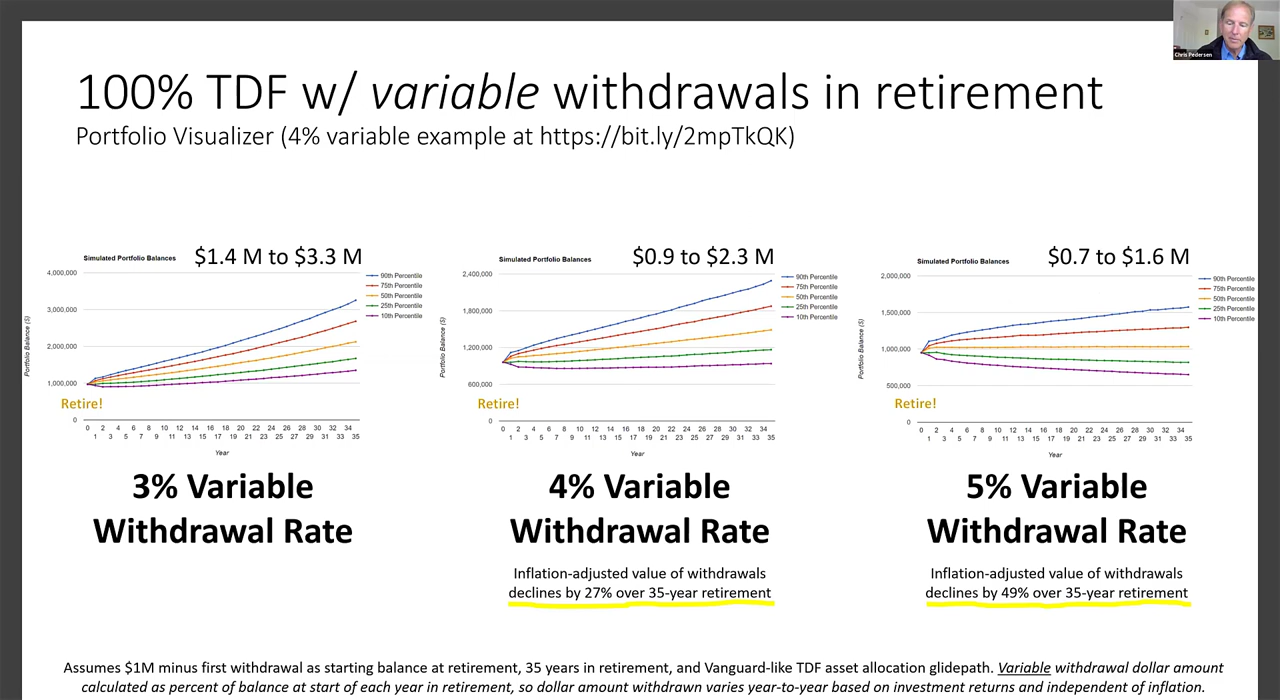 Chris Pedersen
100% TDF w/ variable withdrawals in retirement
Portfolio Visualizer (4% variable example at https://bit.ly/2mpTkQK)
$1.4 M to $3.3 M
Simulated Portfolio Balances
4,000,000
3,000,000
2,000,000
1,000,000
0
Portfolio Balance ($)
90th Percentile
75th Percentile
50th Percentile
25th Percentile
10th Percentile
Retire!
0 2 4 6 8 10 12 14 16 18 20 22 24 26 28 30 32 34
1 3 5 7 9 11 13 15 17 19 21 23 25 27 29 31 33 35
Year
3% Variable
Withdrawal Rate
$0.9 to $2.3 M
Simulated Portfolio Balances
2,400,000
1,800,000
1,200,000
600,000
0
Portfolio Balance ($)
90th Percentile
75th Percentile
50th Percentile
25th Percentile
10th Percentile
Retire!
0 2 4 6 8 10 12 14 16 18 20 22 24 26 28 30 32 34
1 3 5 7 9 11 13 15 17 19 21 23 25 27 29 31 33 35
Year
4% Variable
Withdrawal Rate
Inflation-adjusted value of withdrawals
declines by 27% over 35-year retirement
$0.7 to $1.6 M
Simulated Portfolio Balances
2,000,000
1,500,000
1,000,000
500,000
0
Portfolio Balance ($)
90th Percentile
75th Percentile
50th Percentile
25th Percentile
10th Percentile
Retire!
0 2 4 6 8 10 12 14 16 18 20 22 24 26 28 30 32 34
1 3 5 7 9 11 13 15 17 19 21 23 25 27 29 31 33 35
Year
5% Variable
Withdrawal Rate
Inflation-adjusted value of withdrawals
declines by 49% over 35-year retirement
Assumes $1M minus first withdrawal as starting balance at retirement, 35 years in retirement, and Vanguard-like TDF asset allocation glidepath. Variable withdrawal dollar amount
calculated as percent of balance at start of each year in retirement, so dollar amount withdrawn varies year-to-year based on investment returns and independent of inflation.